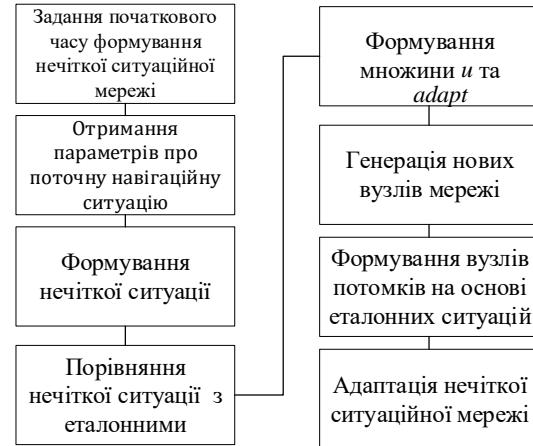 Задання початкового
часу формування
нечіткої ситуаційної
мережі
Отримання
параметрів про
поточну навігаційну
ситуацію
Формування
нечіткої ситуації
Порівняння
нечіткої ситуації з
еталонними
Формування
множини u та
adapt
Генерація нових
вузлів мережі
Формування вузлів
потомків на основі
еталонних ситуацій
Адаптація нечіткої
ситуаційної мережі